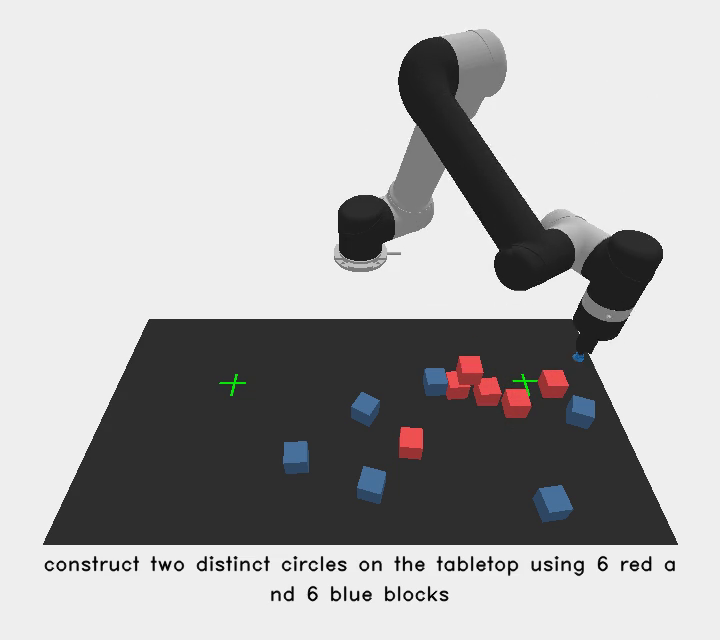 construct two distinct circles on the tabletop using 6 red a
nd 6 blue blocks